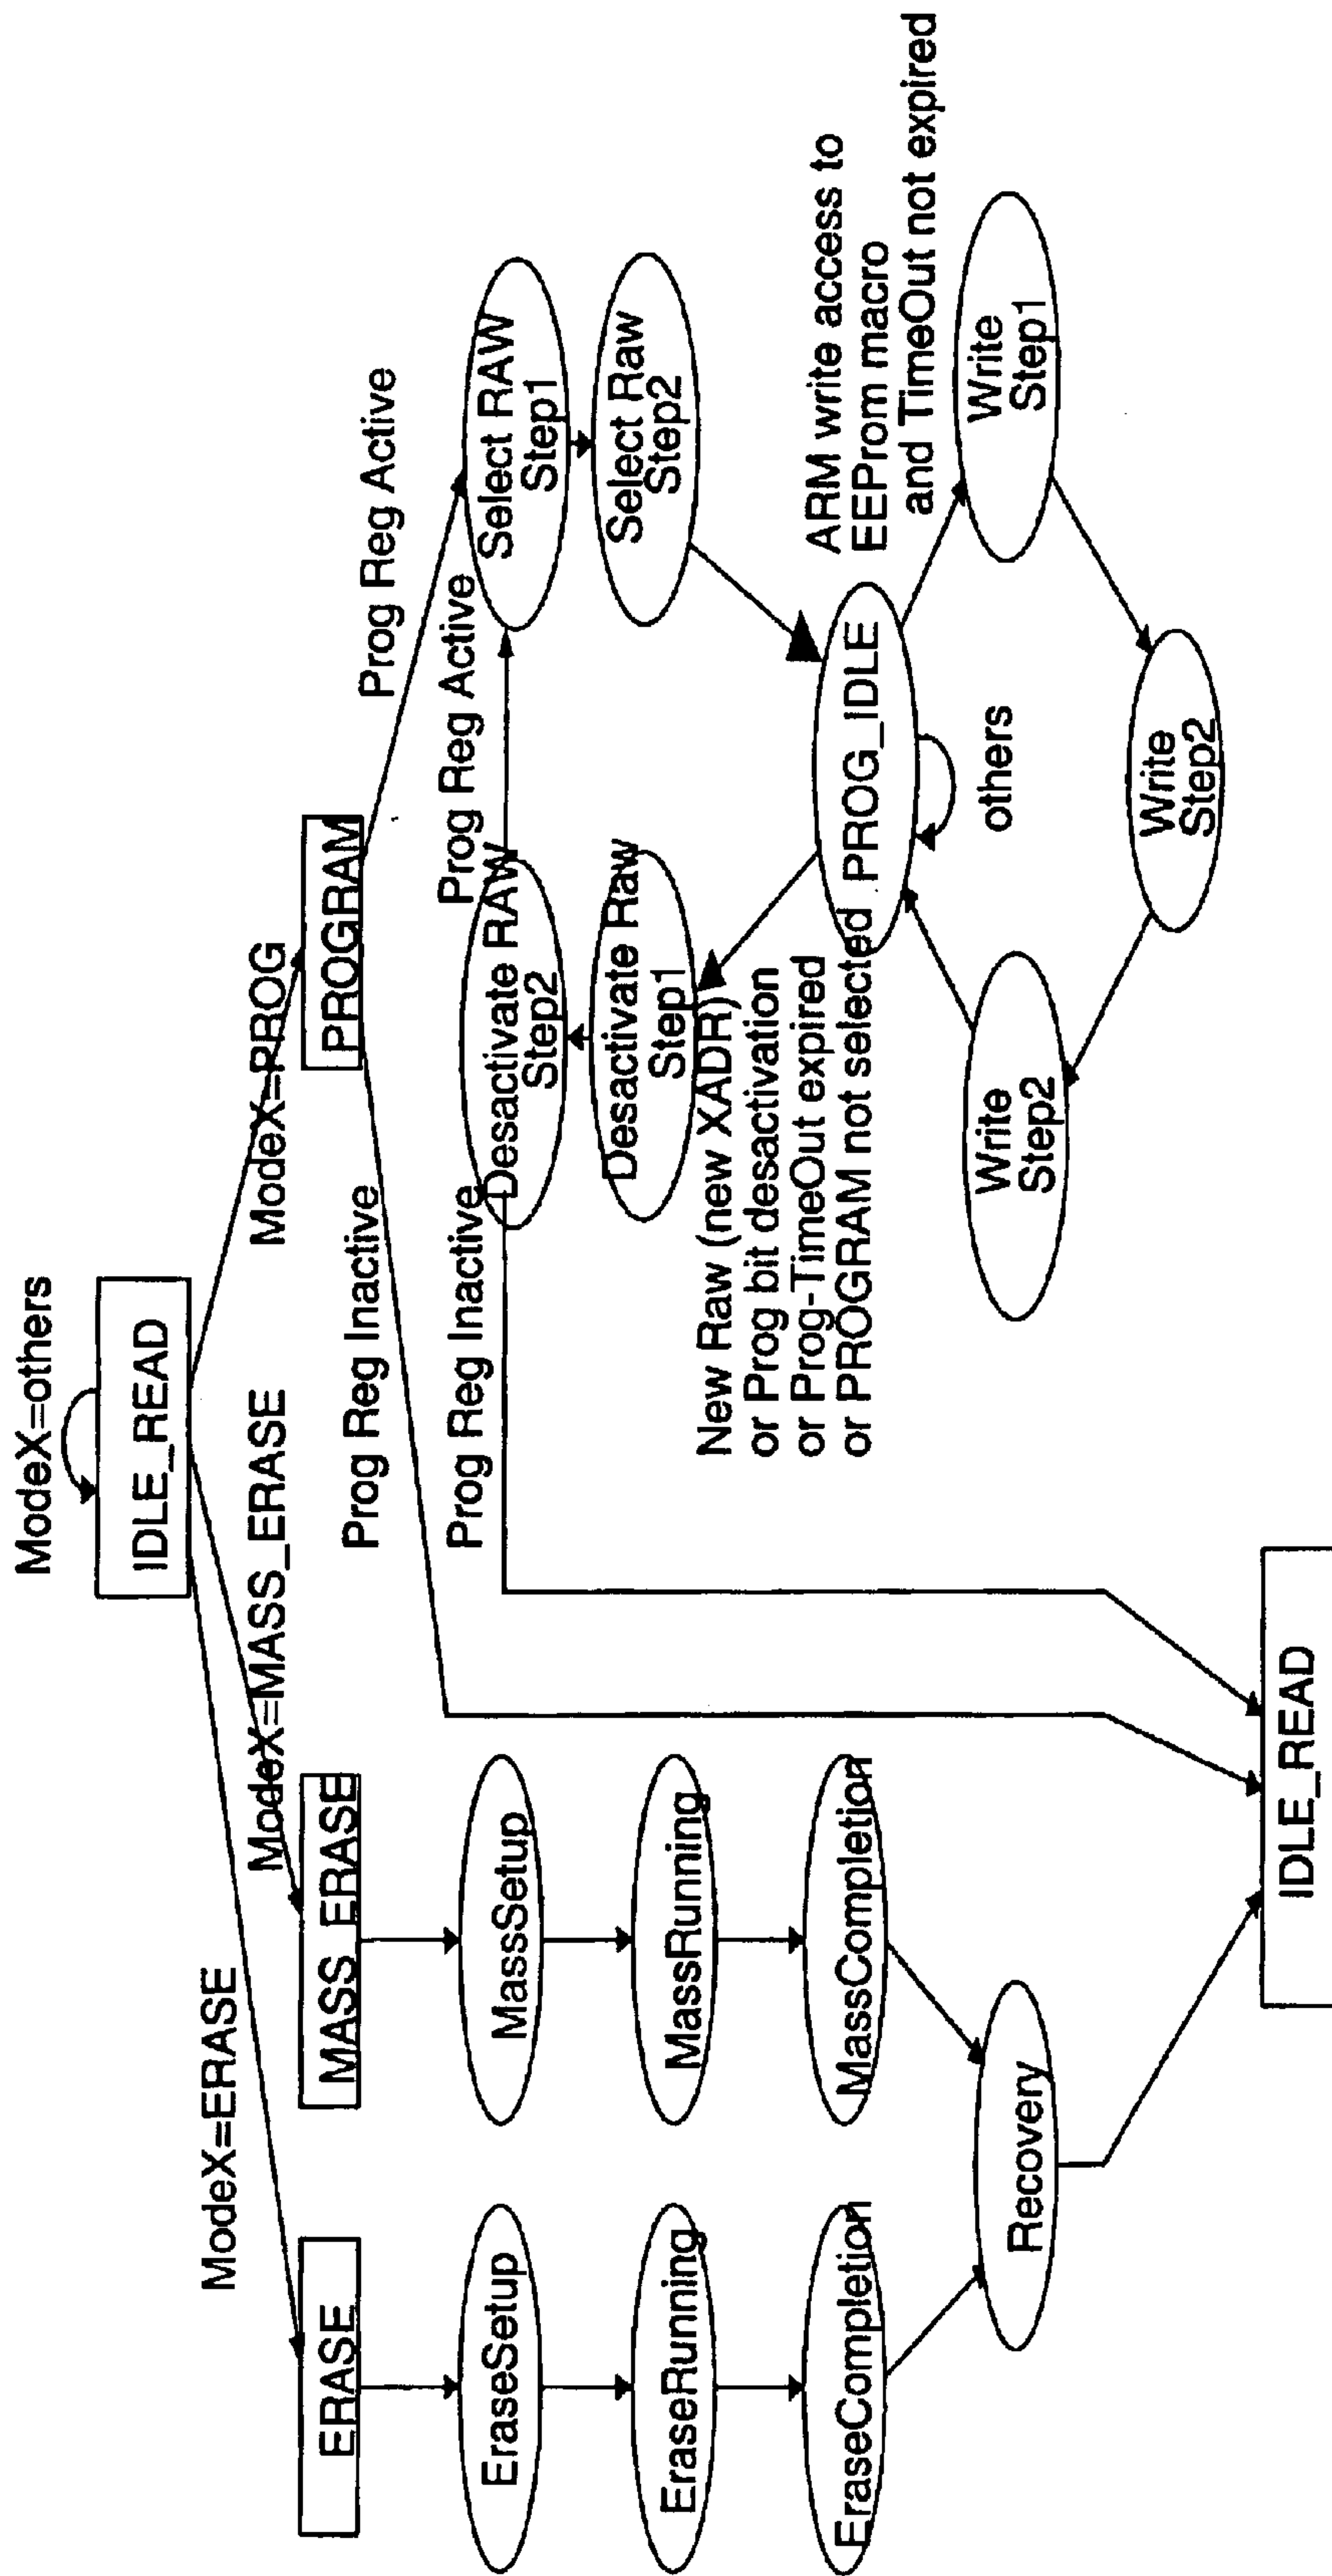 ModeX=others
IDLE_READ
ModeX=ERASE
ModeX=MASS_ERASE
ModeX=PROG
ERASE
MASS_ERASE
PROGRAM
Prog Reg Inactive
Prog Reg Active
EraseSetup
MassSetup
Prog Reg Inactive
Prog Reg Active
Desactivate RAW
Step2
Select RAW
Step1
EraseRunning
MassRunning
Desactivate Raw
Step1
Select Raw
Step2
EraseCompletion
MassCompletion
New Raw (new XADR)
or Prog bit desactivation
or Prog-TimeOut expired
or PROGRAM not selected
PROG_IDLE
ARM write access to
EEProm macro
and TimeOut not expired
others
Recovery
Write
Step2
Write
Step1
Write
Step2
IDLE_READ